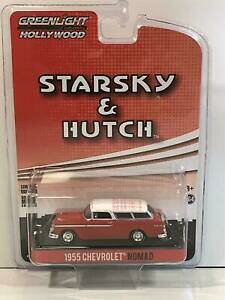 GREENLIGHT
HOLLYWOOD
STARSKY
&
HUTCH
1955 CHEVROLET® NOMAD